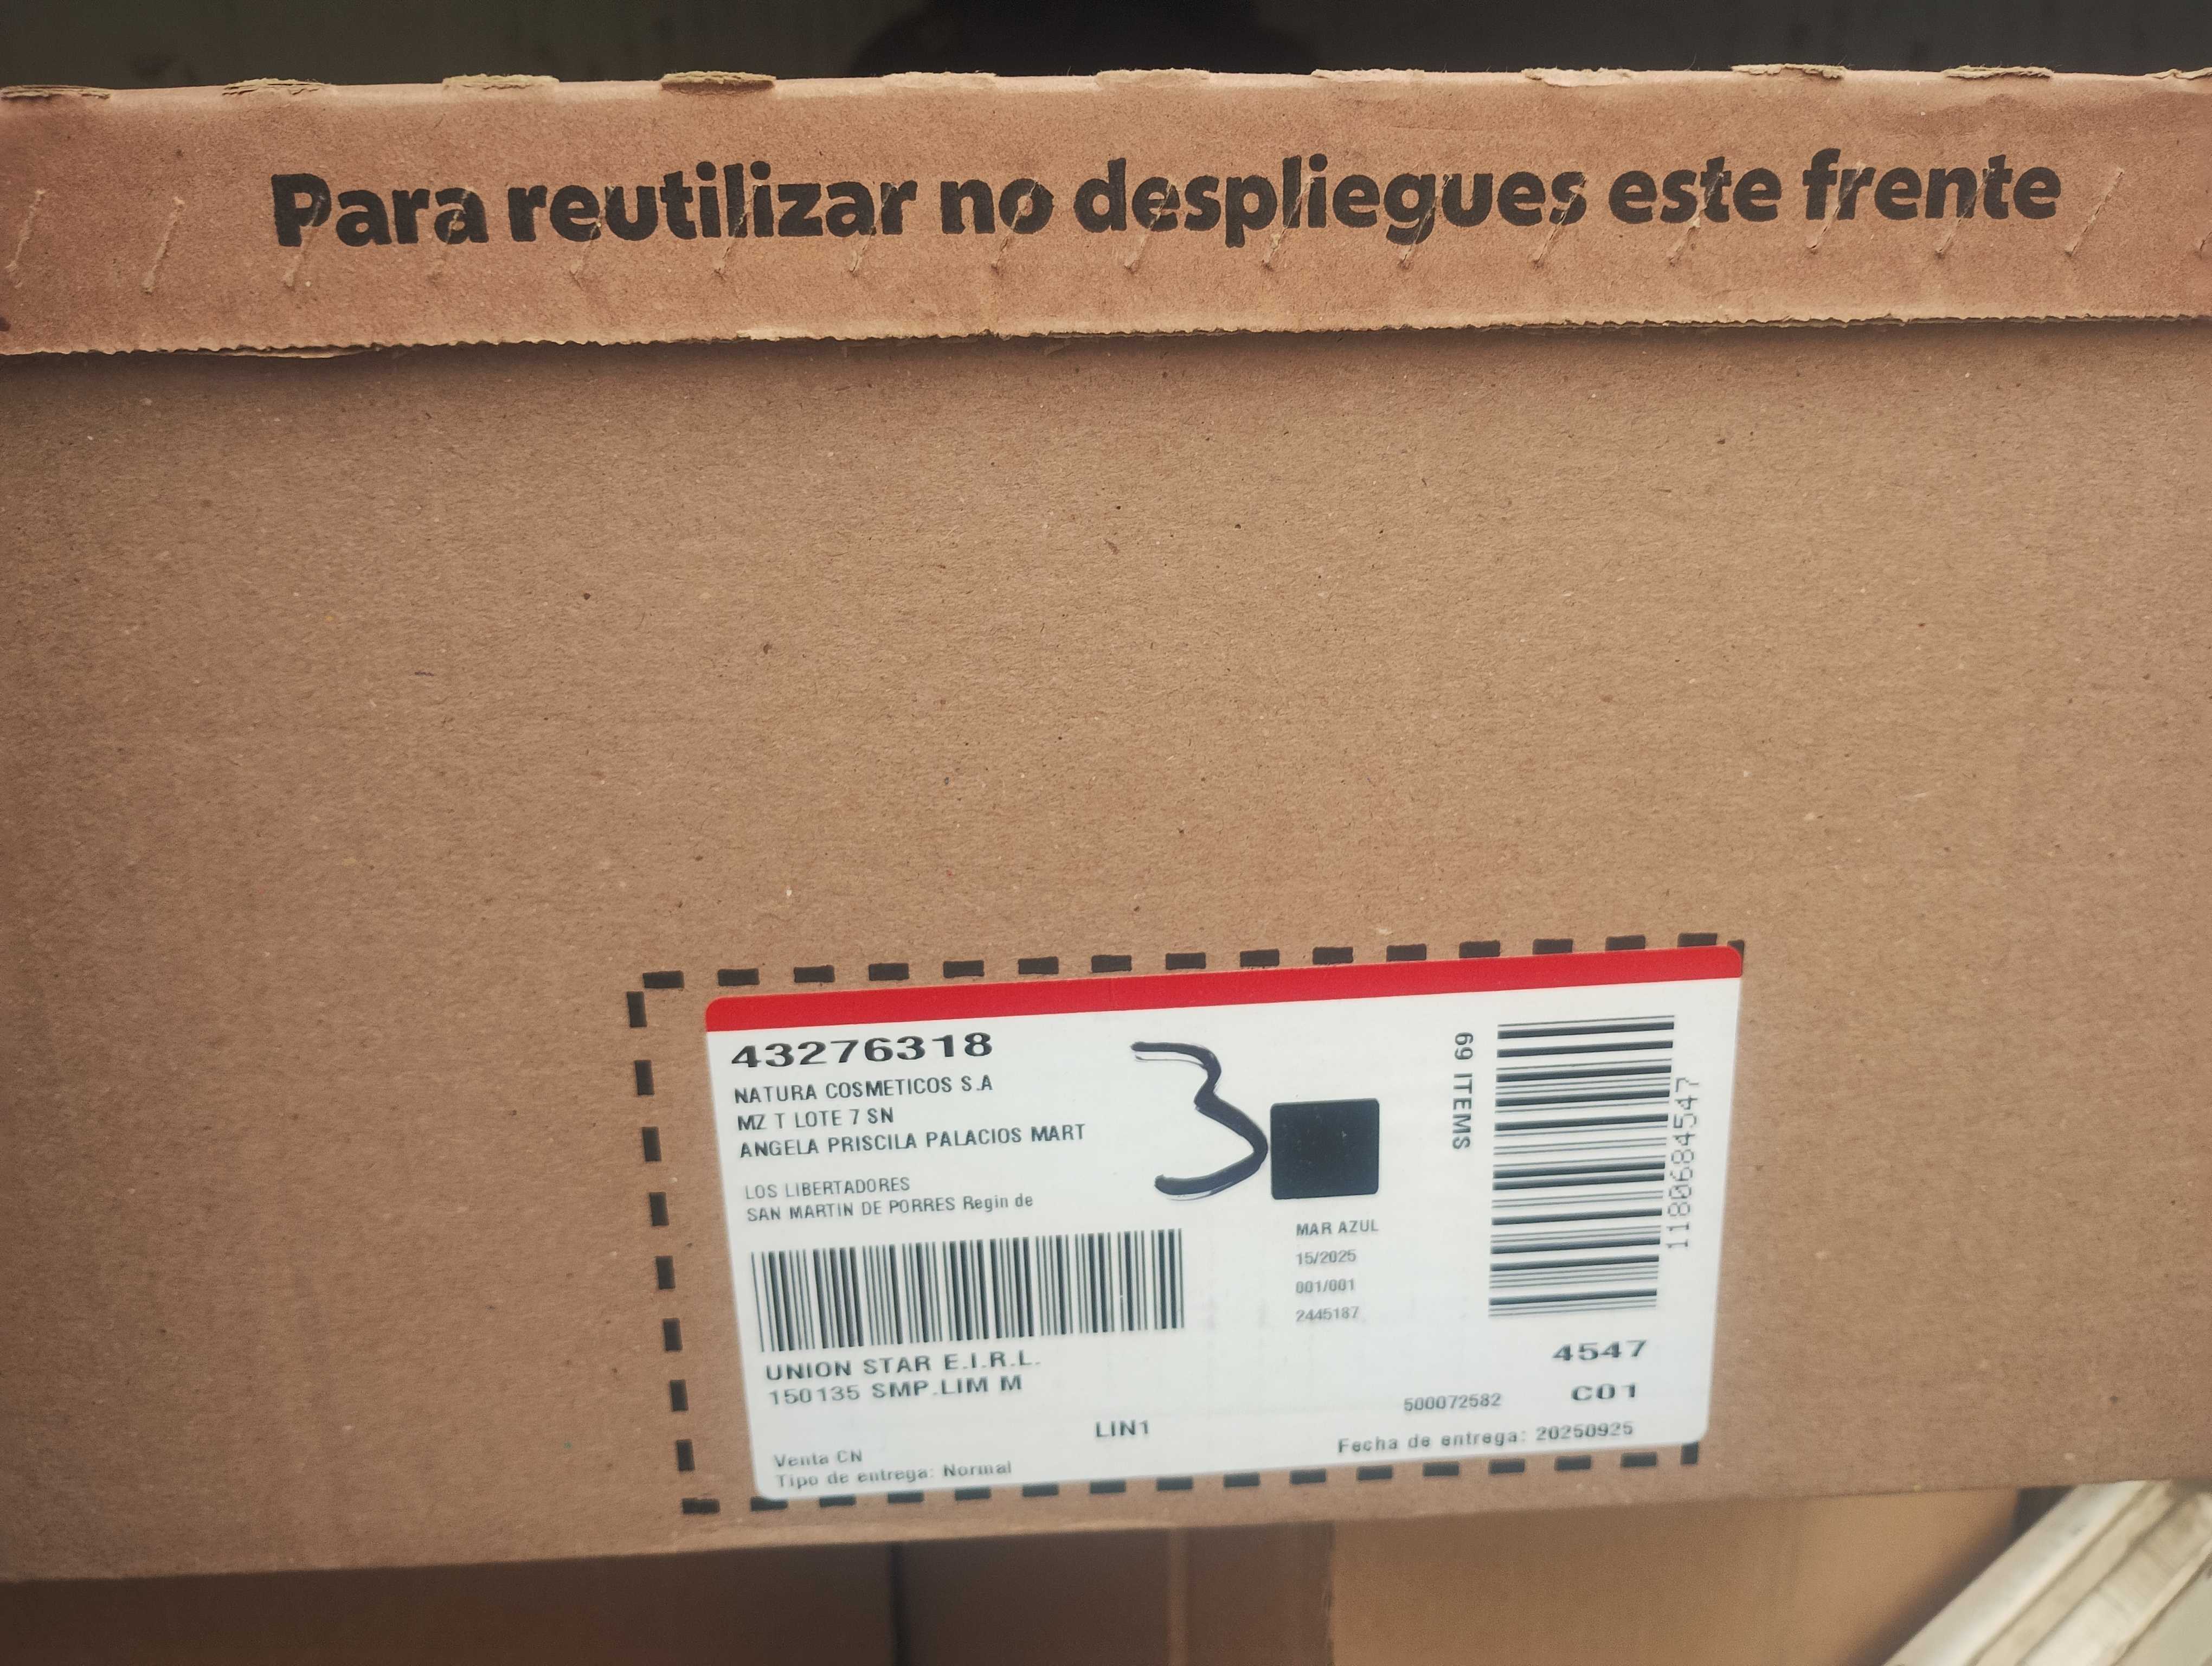 Para reutilizar no despliegues este frente
43276318
NATURA COSMETICOS S.A
MZ T LOTE 7 SN
ANGELA PRISCILA PALACIOS MART
LOS LIBERTADORES
SAN MARTIN DE PORRES Regin de
3
MAR AZUL
15/2025
001/001
2445187
69 ITEMS
11806845​47
UNION STAR E.I.R.L.
150135 SMP.LIM M
4547
500072582 C01
LIN1
Venta CN
Tipo de entrega: Normal
Fecha de entrega: 20250925